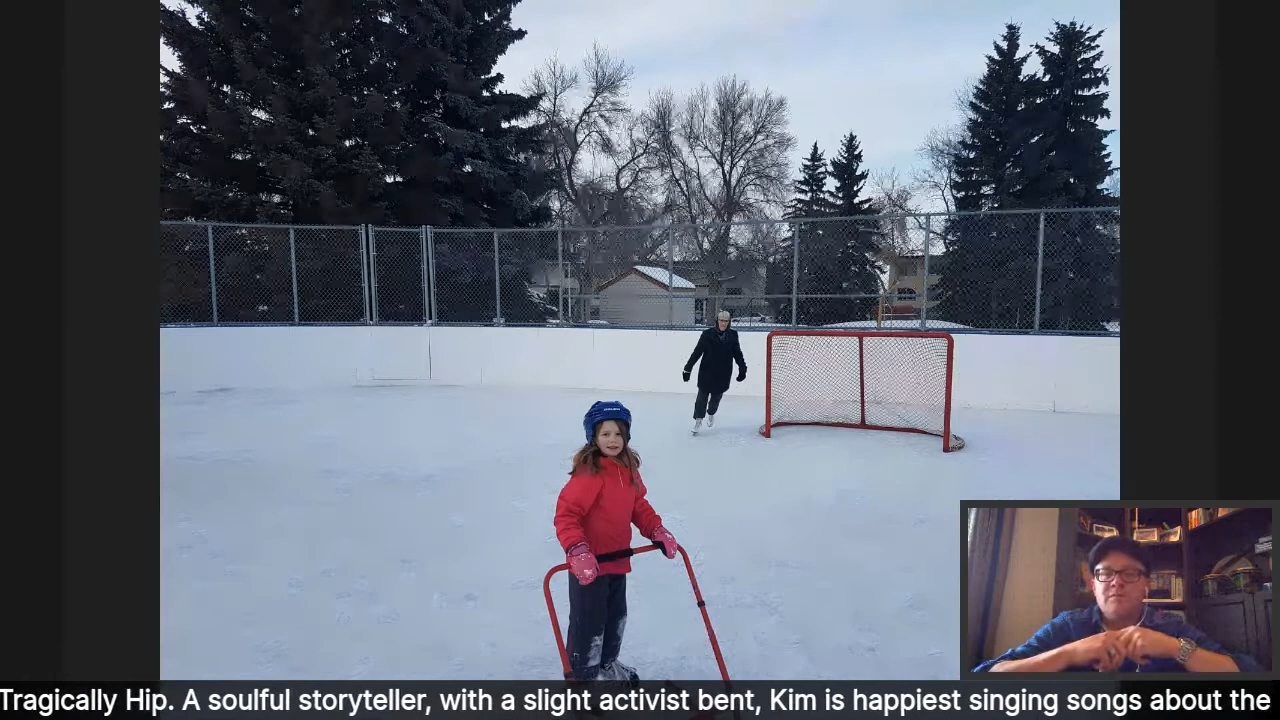 Tragically Hip. A soulful storyteller, with a slight activist bent, Kim is happiest singing songs about the